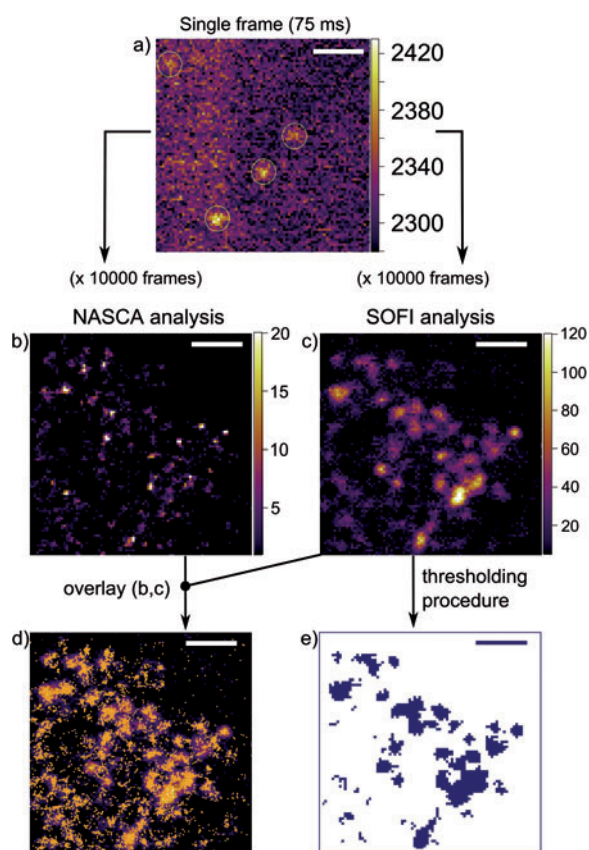 Single frame (75 ms)
a)
2420
2380
2340
2300
(x 10000 frames)
(x 10000 frames)
NASCA analysis
SOFI analysis
b)
20
15
10
5
c)
120
100
80
60
40
20
overlay (b,c)
thresholding
procedure
d)
e)